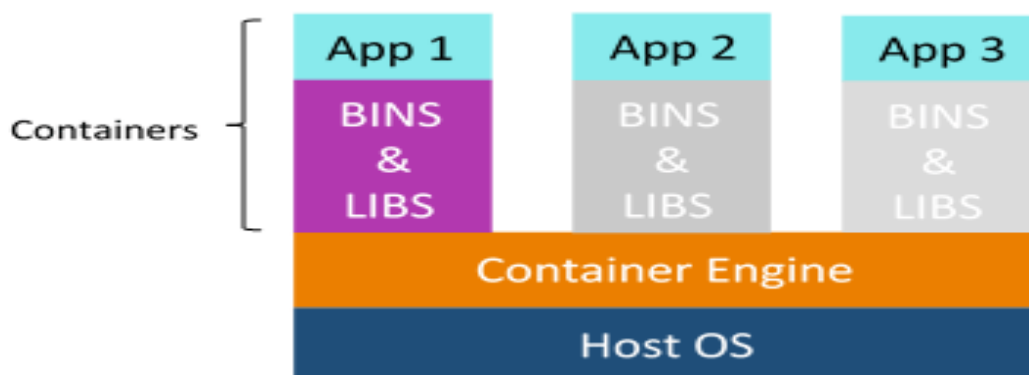 App 1
App 2
App 3
Containers
BINS
&
LIBS
BINS
&
LIBS
BINS
&
LIBS
Container Engine
Host OS